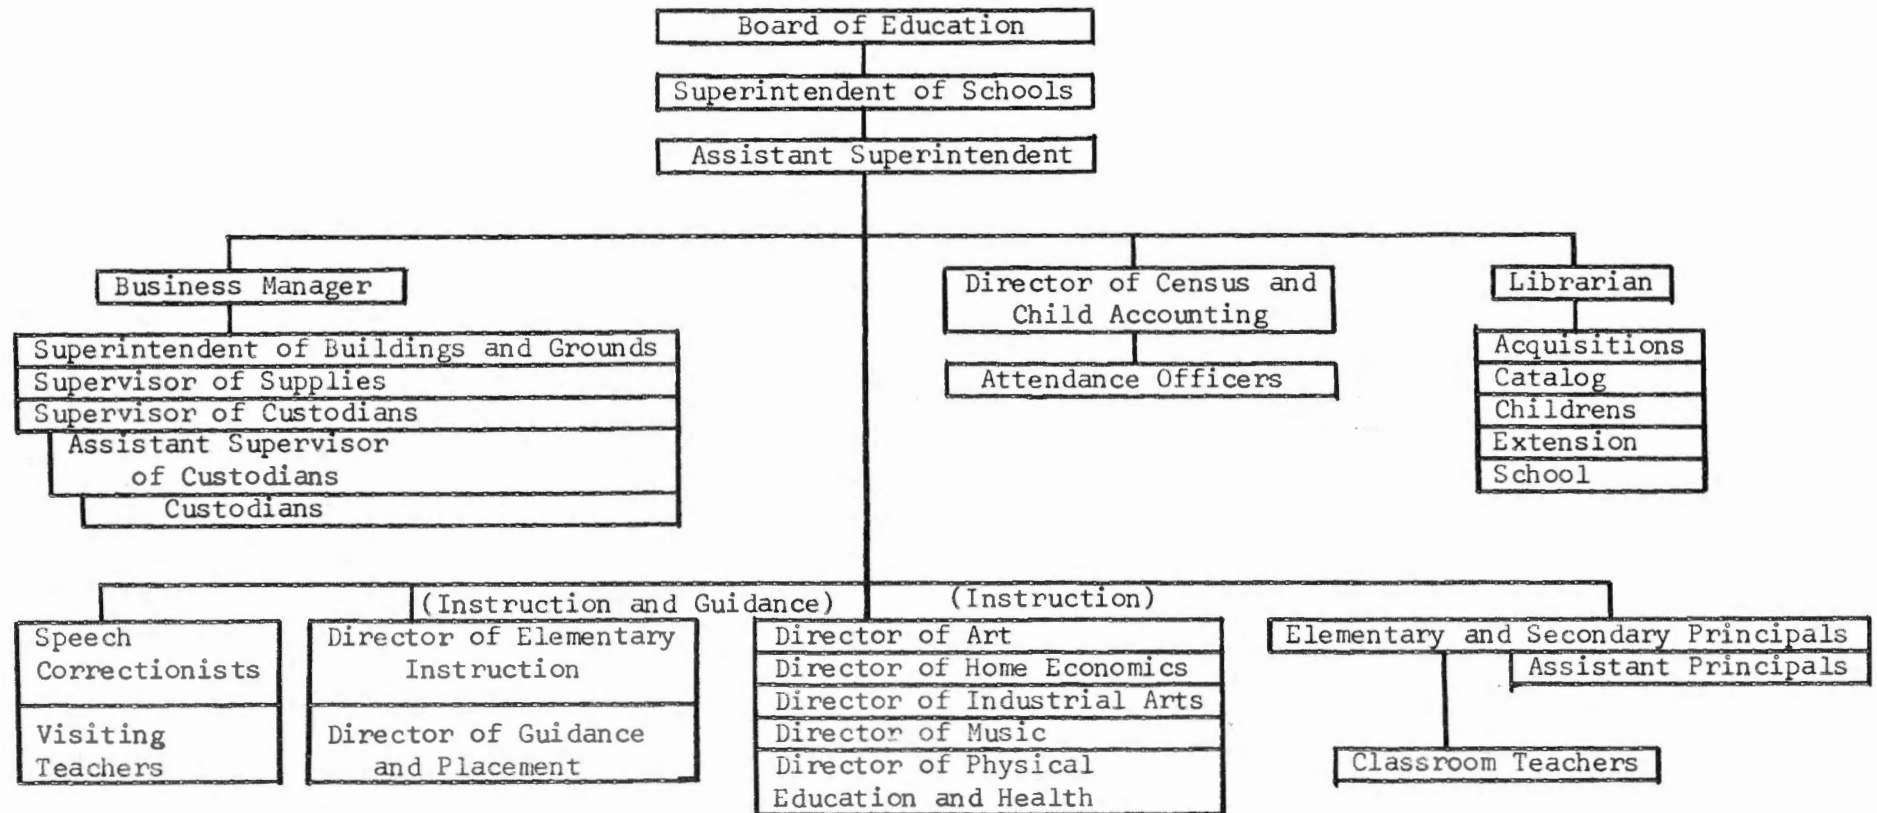 Board of Education
Superintendent of Schools
Assistant Superintendent
Business Manager
Superintendent of Buildings and Grounds
Supervisor of Supplies
Supervisor of Custodians
Assistant Supervisor
of Custodians
Custodians
Director of Census and
Child Accounting
Attendance Officers
Librarian
Acquisitions
Catalog
Childrens
Extension
School
(Instruction and Guidance)
(Instruction)
Speech
Correctionists
Visiting
Teachers
Director of Elementary
Instruction
Director of Guidance
and Placement
Director of Art
Director of Home Economics
Director of Industrial Arts
Director of Music
Director of Physical
Education and Health
Elementary and Secondary Principals
Assistant Principals
Classroom Teachers